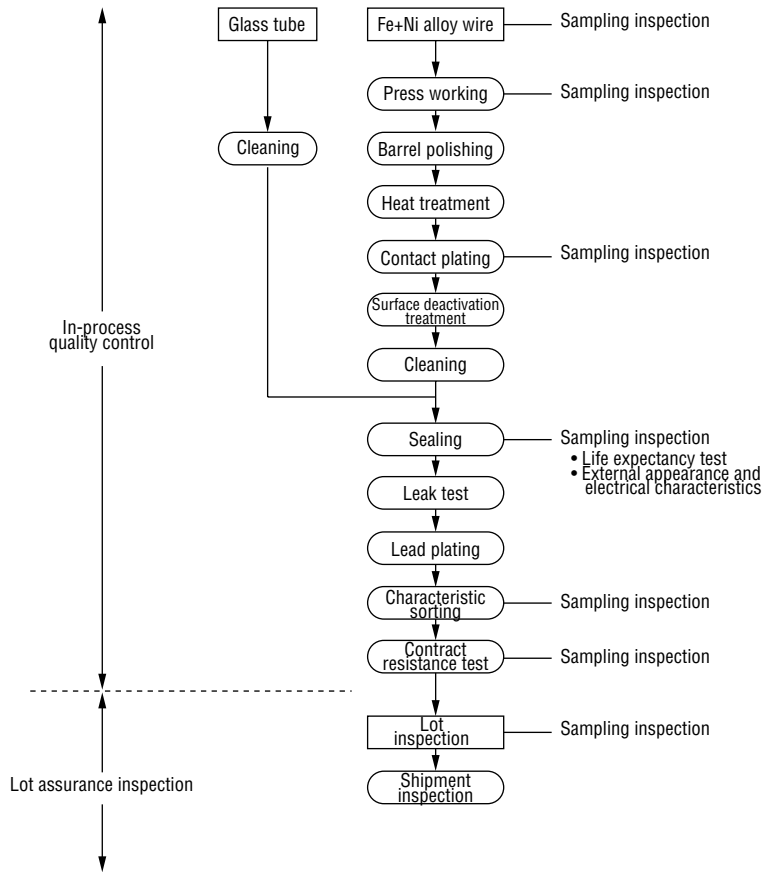 Glass tube
Fe+Ni alloy wire
Sampling inspection
Press working
Sampling inspection
Cleaning
Barrel polishing
Heat treatment
Contact plating
Sampling inspection
Surface deactivation
treatment
In-process
quality control
Cleaning
Sealing
Sampling inspection
• Life expectancy test
• External appearance and
electrical characteristics
Leak test
Lead plating
Characteristic
sorting
Sampling inspection
Contract
resistance test
Sampling inspection
Lot
inspection
Sampling inspection
Lot assurance inspection
Shipment
inspection